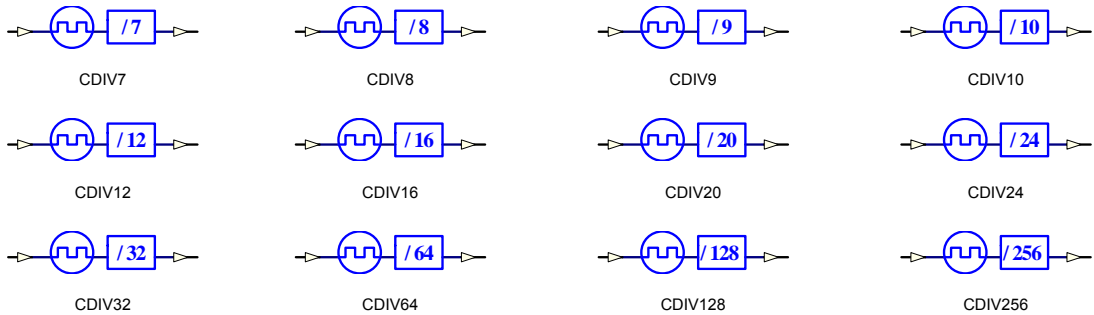 / 7 / 8 / 9 / 10
CDIV7 CDIV8 CDIV9 CDIV10
/ 12 / 16 / 20 / 24
CDIV12 CDIV16 CDIV20 CDIV24
/ 32 / 64 / 128 / 256
CDIV32 CDIV64 CDIV128 CDIV256